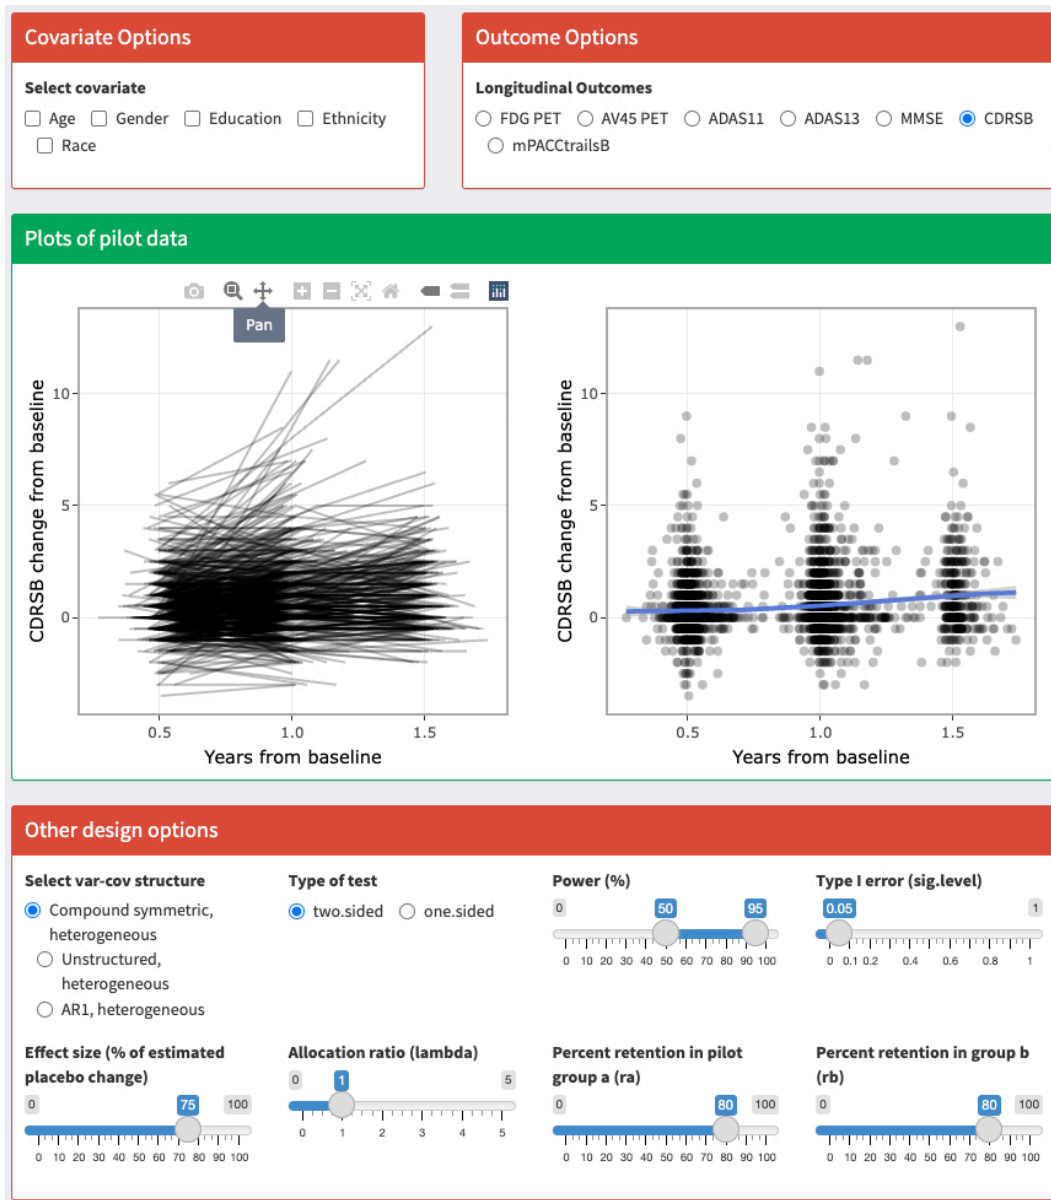 Covariate Options
Select covariate
Age Gender Education Ethnicity
Race
Outcome Options
Longitudinal Outcomes
FDG PET AV45 PET ADAS11 ADAS13 MMSE CDRSB
mPACCtrailsB
Plots of pilot data
Pan
CDRSB change from baseline
10
5
0
0.5 1.0 1.5
Years from baseline
CDRSB change from baseline
10
5
0
0.5 1.0 1.5
Years from baseline
Other design options
Select var-cov structure
Compound symmetric,
heterogeneous
Unstructured,
heterogeneous
AR1, heterogeneous
Type of test
two.sided one.sided
Power (%)
0 50 95
0 10 20 30 40 50 60 70 80 90 100
Type I error (sig.level)
0.05 1
0 0.1 0.2 0.4 0.6 0.8 1
Effect size (% of estimated
placebo change)
0 75 100
0 10 20 30 40 50 60 70 80 90 100
Allocation ratio (lambda)
0 1 5
0 1 2 3 4 5
Percent retention in pilot
group a (ra)
0 80 100
0 10 20 30 40 50 60 70 80 90 100
Percent retention in group b
(rb)
0 80 100
0 10 20 30 40 50 60 70 80 90 100